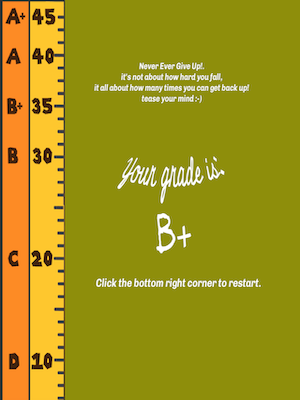 A+ 45
A 40
B+ 35
B 30
C 20
D 10
Never Ever Give Up!.
it's not about how hard you fall,
it all about how many times you can get back up!
tease your mind :-)
Your grade is:
B+
Click the bottom right corner to restart.